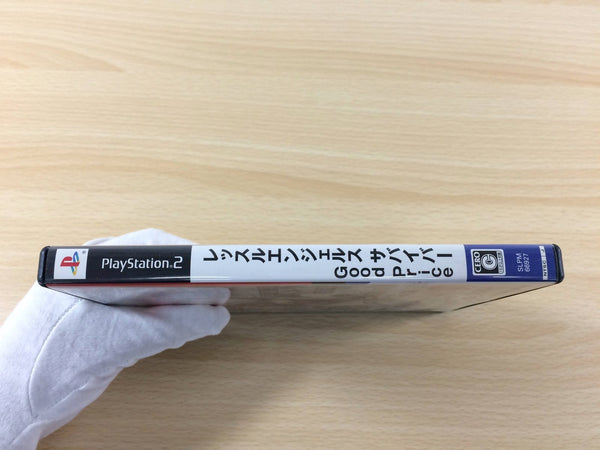 PlayStation 2
レッスルエンジェルス サバイバー
Good Price
CERO
C
SLPM
66927